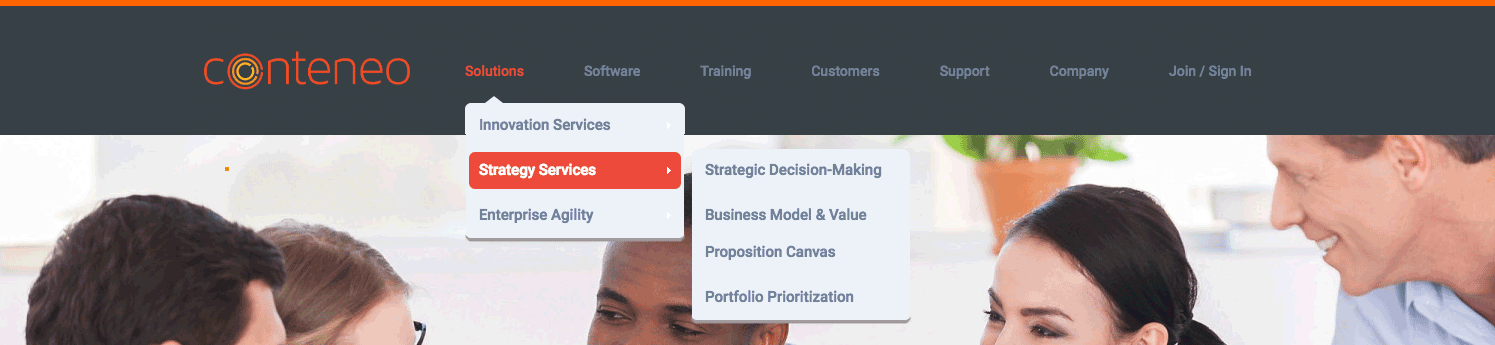 conteneo
Solutions Software Training Customers Support Company Join / Sign In
Innovation Services
Strategy Services
Enterprise Agility
Strategic Decision-Making
Business Model & Value
Proposition Canvas
Portfolio Prioritization